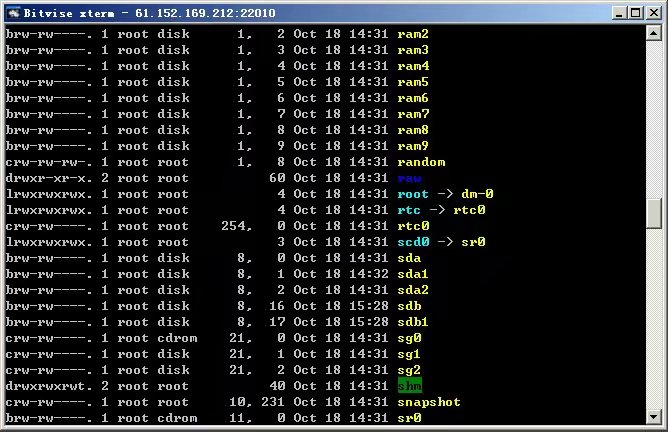 Bitvise xterm - 61.152.169.212:22010
brw-rw----. 1 root disk      1,   2 Oct 18 14:31 ram2
brw-rw----. 1 root disk      1,   3 Oct 18 14:31 ram3
brw-rw----. 1 root disk      1,   4 Oct 18 14:31 ram4
brw-rw----. 1 root disk      1,   5 Oct 18 14:31 ram5
brw-rw----. 1 root disk      1,   6 Oct 18 14:31 ram6
brw-rw----. 1 root disk      1,   7 Oct 18 14:31 ram7
brw-rw----. 1 root disk      1,   8 Oct 18 14:31 ram8
brw-rw----. 1 root disk      1,   9 Oct 18 14:31 ram9
crw-rw-rw-. 1 root root      1,   8 Oct 18 14:31 random
drwxr-xr-x. 2 root root          60 Oct 18 14:31 raw
lrwxrwxrwx. 1 root root           4 Oct 18 14:31 root -> dm-0
lrwxrwxrwx. 1 root root           4 Oct 18 14:31 rtc -> rtc0
crw-rw----. 1 root root    254,   0 Oct 18 14:31 rtc0
lrwxrwxrwx. 1 root root           3 Oct 18 14:31 scd0 -> sr0
brw-rw----. 1 root disk      8,   0 Oct 18 14:31 sda
brw-rw----. 1 root disk      8,   1 Oct 18 14:32 sda1
brw-rw----. 1 root disk      8,   2 Oct 18 14:31 sda2
brw-rw----. 1 root disk      8,  16 Oct 18 15:28 sdb
brw-rw----. 1 root disk      8,  17 Oct 18 15:28 sdb1
crw-rw----. 1 root cdrom    21,   0 Oct 18 14:31 sg0
crw-rw----. 1 root disk     21,   1 Oct 18 14:31 sg1
crw-rw----. 1 root disk     21,   2 Oct 18 14:31 sg2
drwxrwxrwt. 2 root root          40 Oct 18 14:31 shm
crw-rw----. 1 root root     10, 231 Oct 18 14:31 snapshot
brw-rw----. 1 root cdrom    11,   0 Oct 18 14:31 sr0